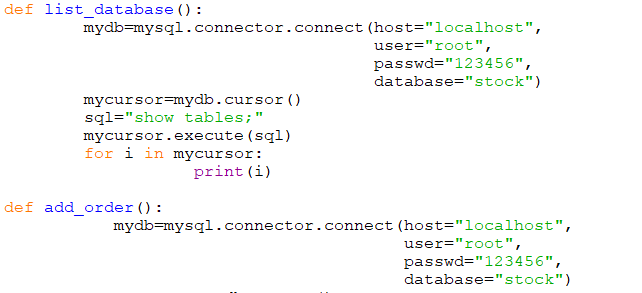 def list_database():
mydb=mysql.connector.connect(host="localhost",
user="root",
passwd="123456",
database="stock")
mycursor=mydb.cursor()
sql="show tables;"
mycursor.execute(sql)
for i in mycursor:
print(i)
def add_order():
mydb=mysql.connector.connect(host="localhost",
user="root",
passwd="123456",
database="stock")